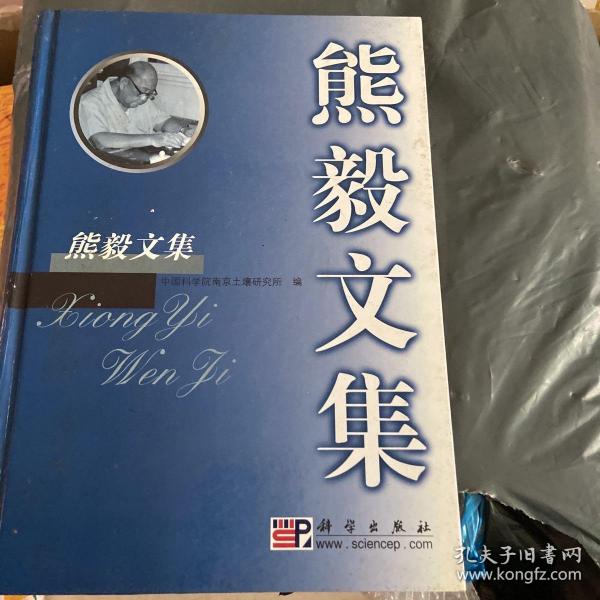 熊毅文集
熊毅文集
中国科学院南京土壤研究所 编
Xiong Yi
Wen Ji
科学出版社
www.sciencep.com
孔夫子旧书网
www.kongfz.com